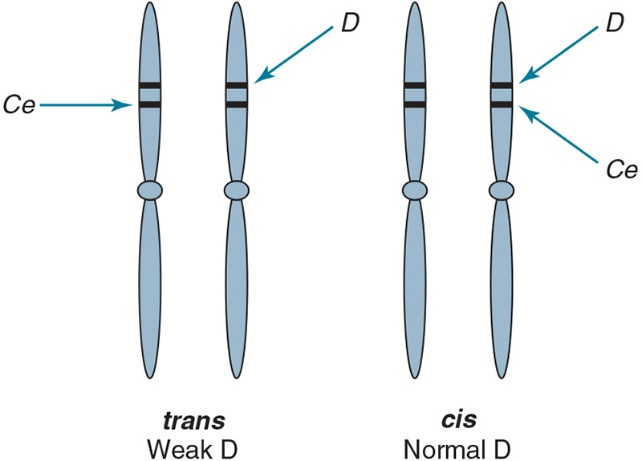 D
D
Ce
Ce
trans
cis
Weak D
Normal D